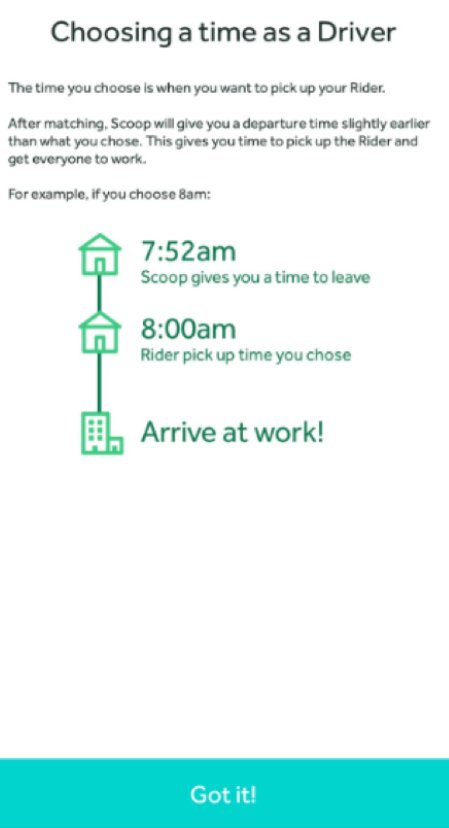 Choosing a time as a Driver
The time you choose is when you want to pick up your Rider.
After matching, Scoop will give you a departure time slightly earlier
than what you chose. This gives you time to pick up the Rider and
get everyone to work.
For example, if you choose 8am:
7:52am
Scoop gives you a time to leave
8:00am
Rider pick up time you chose
Arrive at work!
Got it!